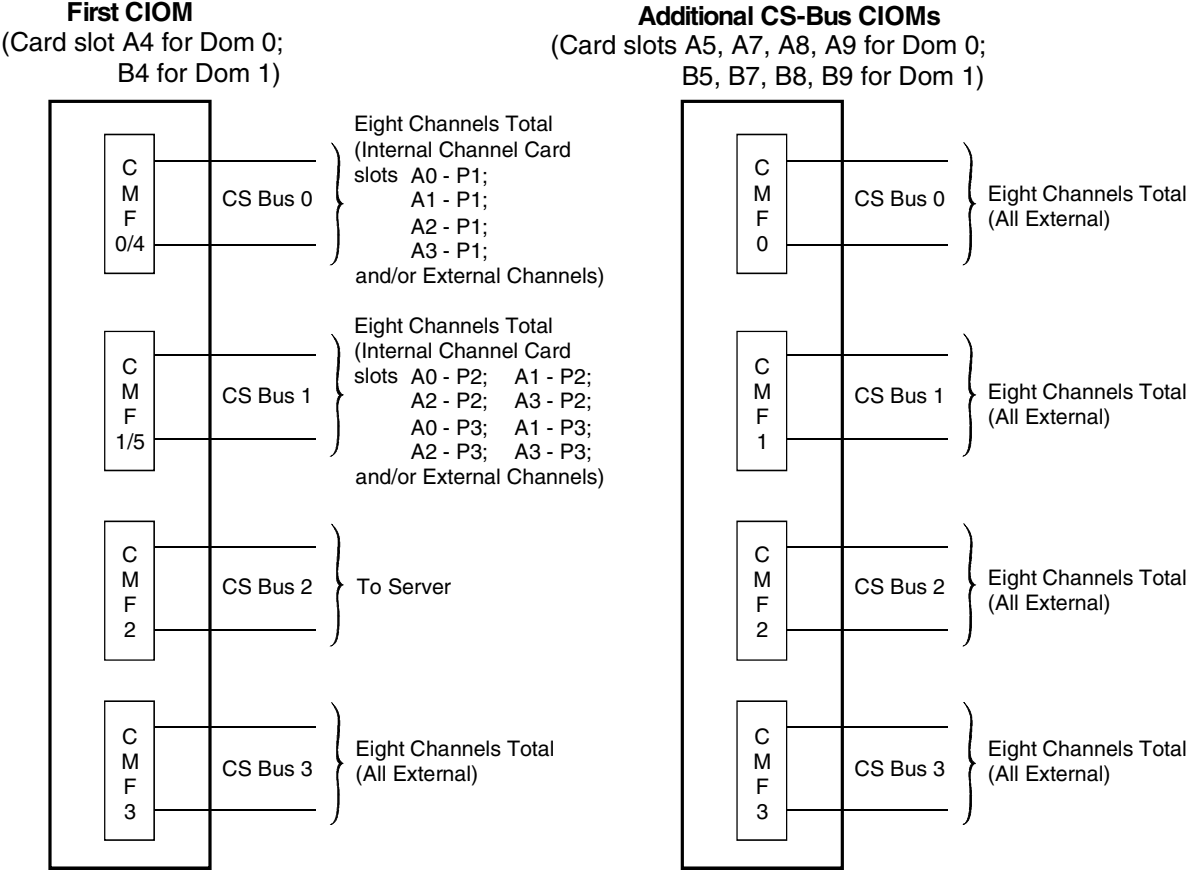 First CIOM
(Card slot A4 for Dom 0;
B4 for Dom 1)
C
M
F
0/4
CS Bus 0
Eight Channels Total
(Internal Channel Card
slots A0 - P1;
A1 - P1;
A2 - P1;
A3 - P1;
and/or External Channels)
C
M
F
1/5
CS Bus 1
Eight Channels Total
(Internal Channel Card
slots A0 - P2; A1 - P2;
A2 - P2; A3 - P2;
A0 - P3; A1 - P3;
A2 - P3; A3 - P3;
and/or External Channels)
C
M
F
2
CS Bus 2
To Server
C
M
F
3
CS Bus 3
Eight Channels Total
(All External)
Additional CS-Bus CIOMs
(Card slots A5, A7, A8, A9 for Dom 0;
B5, B7, B8, B9 for Dom 1)
C
M
F
0
CS Bus 0
Eight Channels Total
(All External)
C
M
F
1
CS Bus 1
Eight Channels Total
(All External)
C
M
F
2
CS Bus 2
Eight Channels Total
(All External)
C
M
F
3
CS Bus 3
Eight Channels Total
(All External)